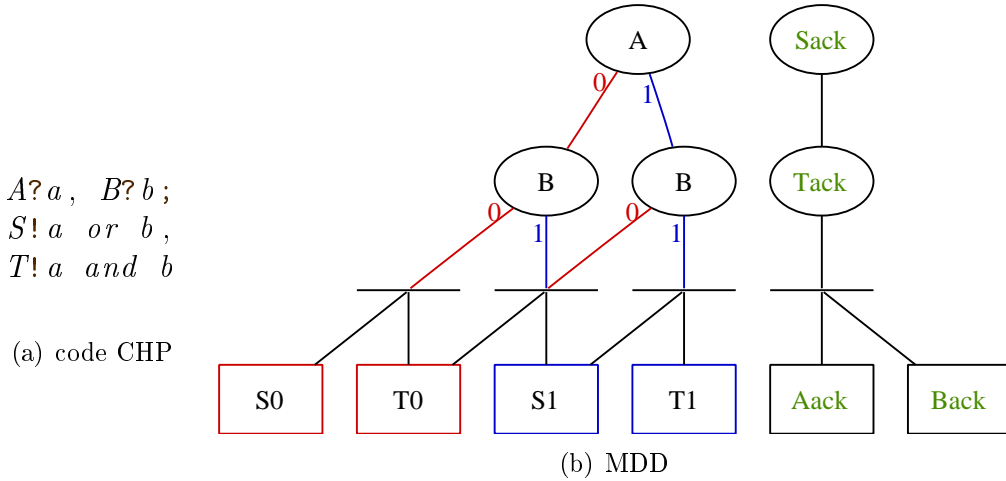 A?a, B?b;
S!a or b,
T!a and b
(a) code CHP
A Sack
0 1
B B Tack
0 1 0 1
S0 T0 S1 T1 Aack Back
(b) MDD